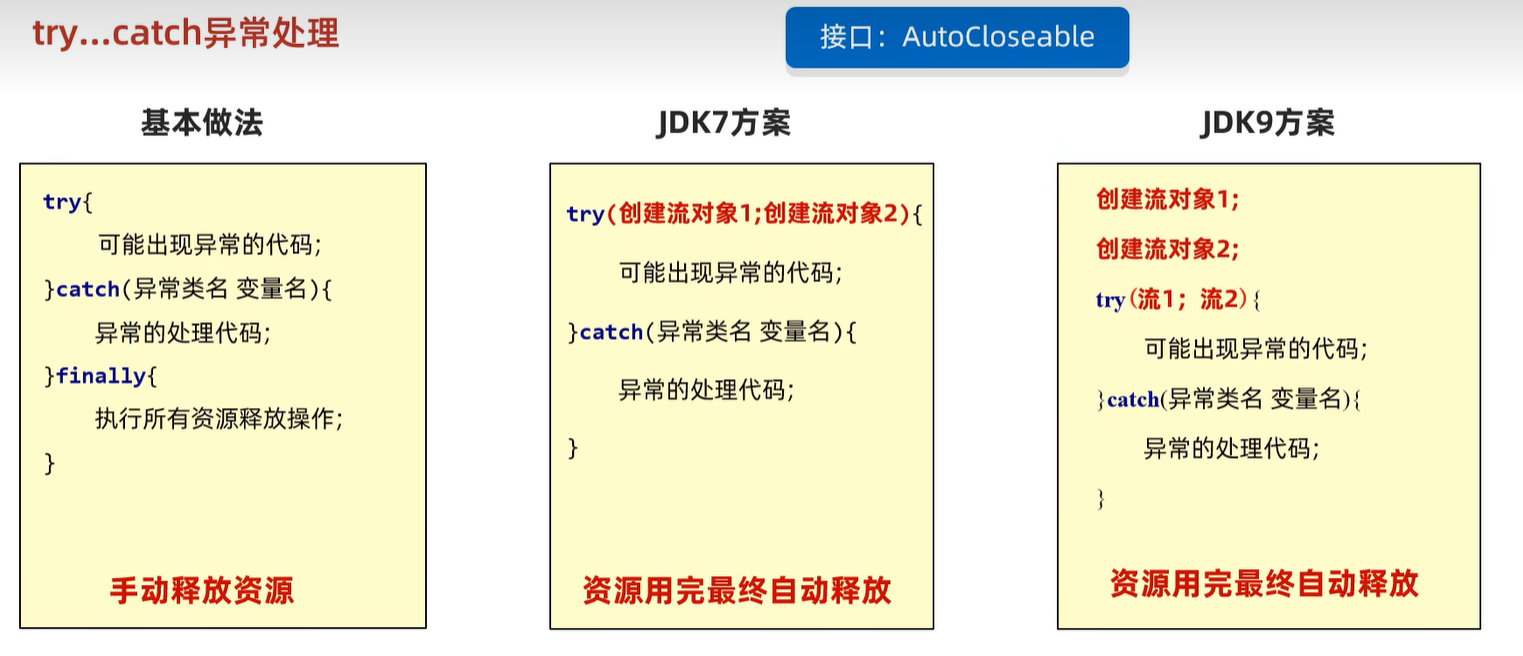 try...catch异常处理
接口：AutoCloseable
基本做法
try{
可能出现异常的代码;
}catch(异常类名 变量名){
异常的处理代码;
}finally{
执行所有资源释放操作;
}
手动释放资源
JDK7方案
try(创建流对象1;创建流对象2){
可能出现异常的代码;
}catch(异常类名 变量名){
异常的处理代码;
}
资源用完最终自动释放
JDK9方案
创建流对象1;
创建流对象2;
try(流1；流2){
可能出现异常的代码;
}catch(异常类名 变量名){
异常的处理代码;
}
资源用完最终自动释放